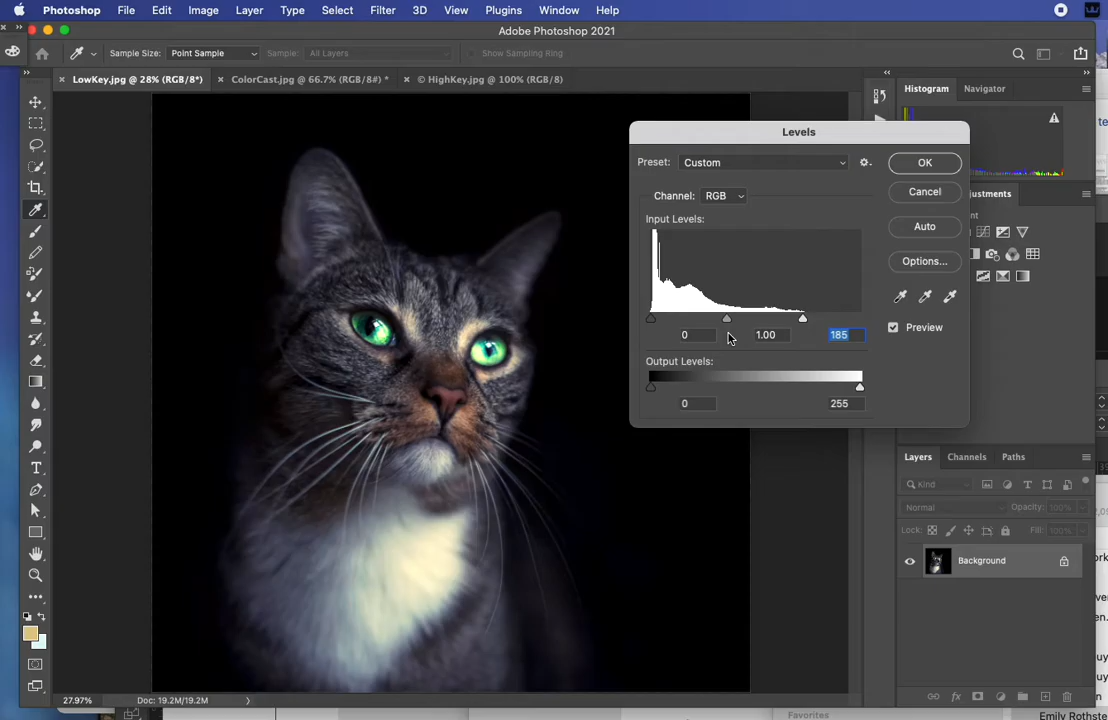 Photoshop File Edit Image Layer Type Select Filter 3D View Plugins Window Help
Adobe Photoshop 2021
Sample Size: Point Sample Sample: All Layers Show Sampling Ring
LowKey.jpg @ 28% (RGB/8*) ColorCast.jpg @ 66.7% (RGB/8#) * © HighKey.jpg @ 100% (RGB/8)
Histogram Navigator
Levels
Preset: Custom OK
Channel: RGB Cancel
djustments
Input Levels:
Auto
Options...
Preview
0 1.00 185
Output Levels:
0 255
Layers Channels Paths
Kind
Normal Opacity: 100%
Lock: Fill: 100%
Background
27.97% Doc: 19.2M/19.2M
Favorites
Emily Rothste